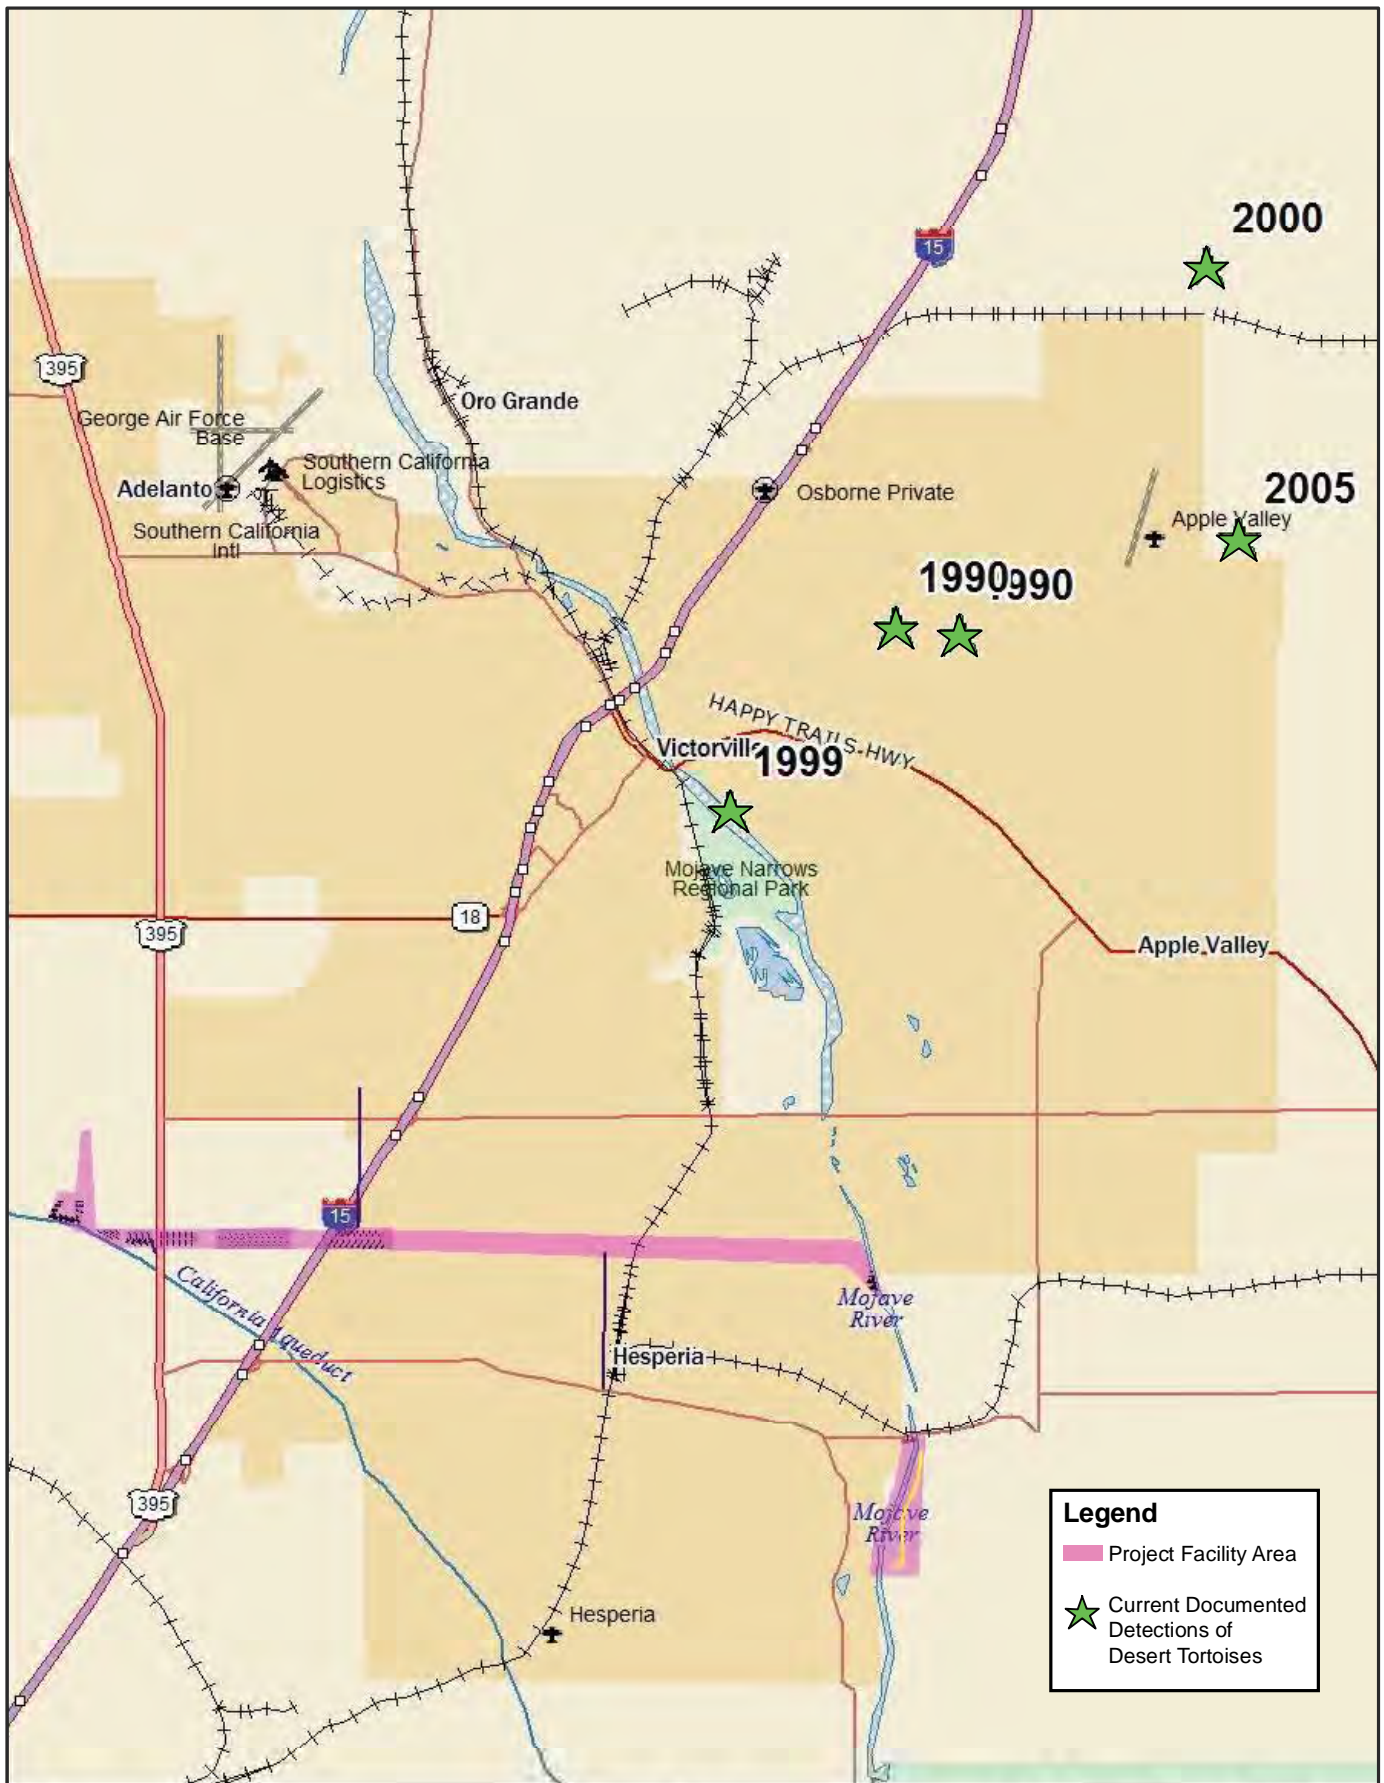 2000
15
395
Oro Grande
George Air Force
Base
Southern California
Logistics
Adelanto
Osborne Private
2005
Apple Valley
Southern California
Intl
1990
1990
HAPPY TRAILS HWY
Victorville
1999
Mojave Narrows
Regional Park
18
395
Apple Valley
15
California Aqueduct
Mojave
River
Hesperia
395
Mojave
River
Hesperia
Legend
Project Facility Area
Current Documented
Detections of
Desert Tortoises